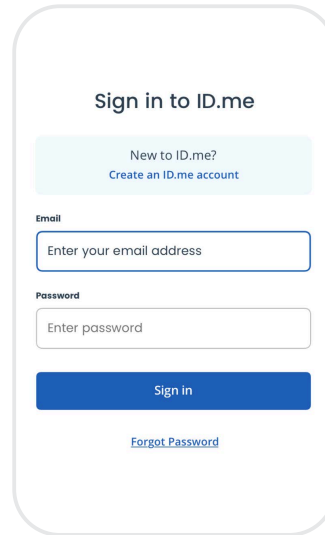 Sign in to ID.me
New to ID.me?
Create an ID.me account
Email
Enter your email address
Password
Enter password
Sign in
Forgot Password